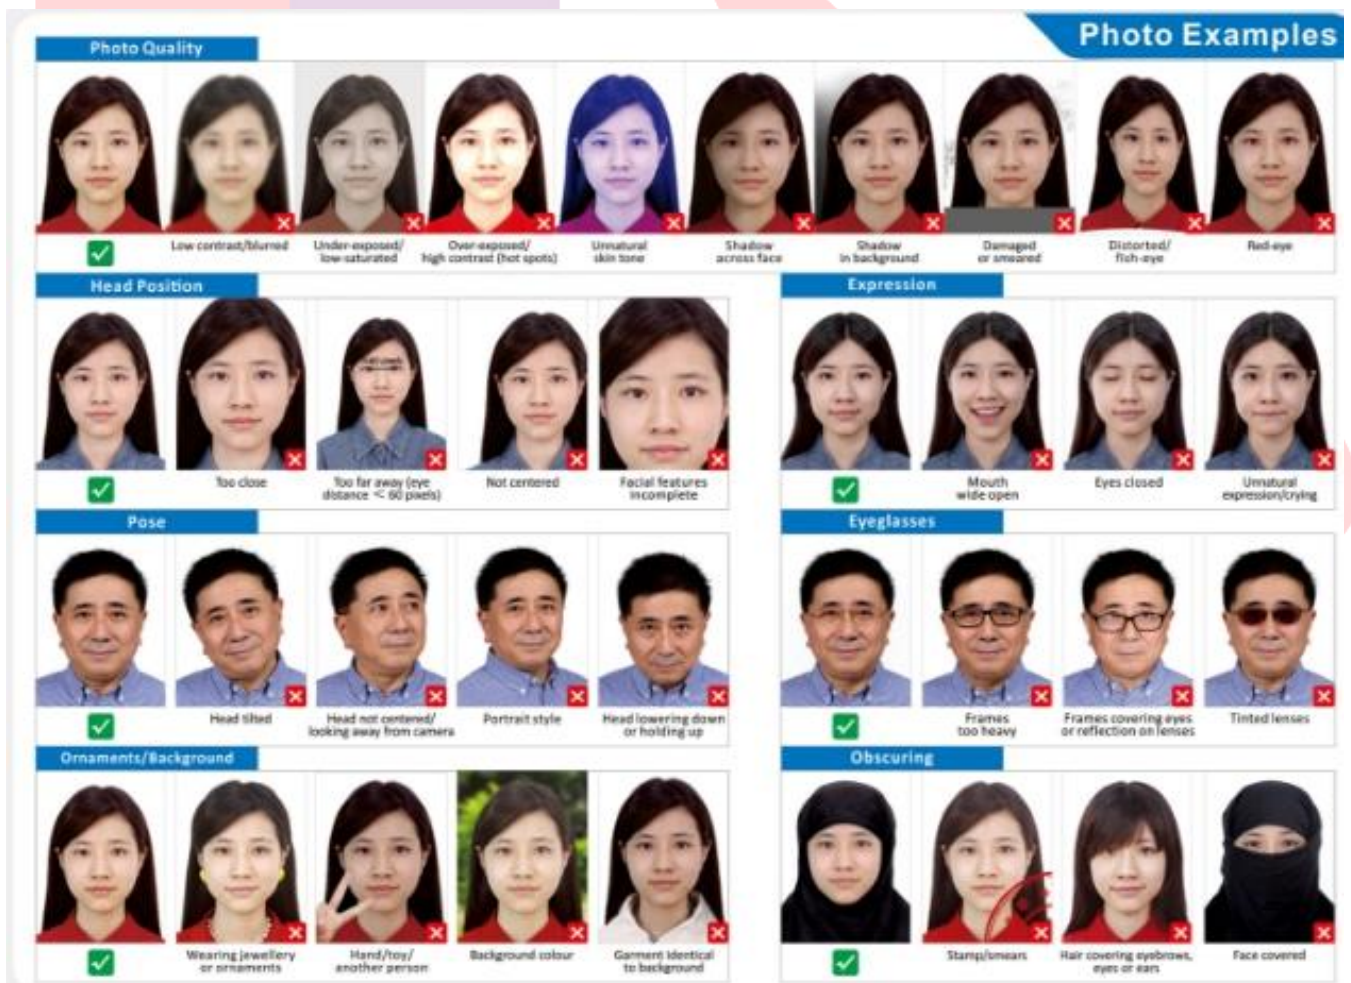 Photo Examples
Photo Quality
Low contrast/blurred
Under-exposed/
low-saturated
Over-exposed/
high contrast (hot spots)
Unnatural
skin tone
Shadow
across face
Shadow
in background
Damaged
or smeared
Distorted/
fish-eye
Red-eye
Head Position
Too close
Too far away (eye
distance < 60 pixels)
Not centered
Facial features
incomplete
Expression
Mouth
wide open
Eyes closed
Unnatural
expression/crying
Pose
Head tilted
Head not centered/
looking away from camera
Portrait style
Head lowering down
or holding up
Eyeglasses
Frames
too heavy
Frames covering eyes
or reflection on lenses
Tinted lenses
Ornaments/Background
Wearing jewellery
or ornaments
Hand/toy/
another person
Background colour
Garment identical
to background
Obscuring
Stamp/smears
Hair covering eyebrows,
eyes or ears
Face covered